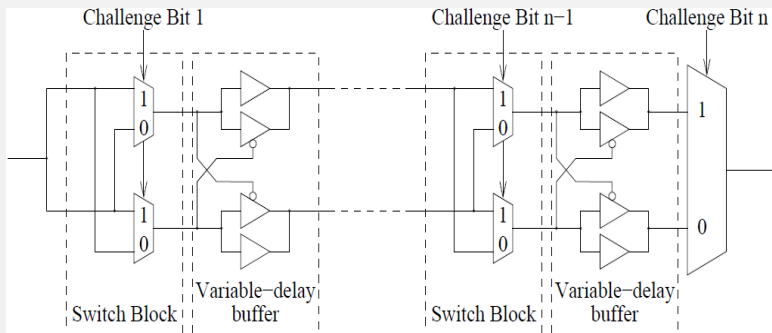 Challenge Bit 1
Challenge Bit n−1
Challenge Bit n
1
0
1
0
1
0
1
0
1
0
Switch Block
Variable−delay
buffer
Switch Block
Variable−delay
buffer